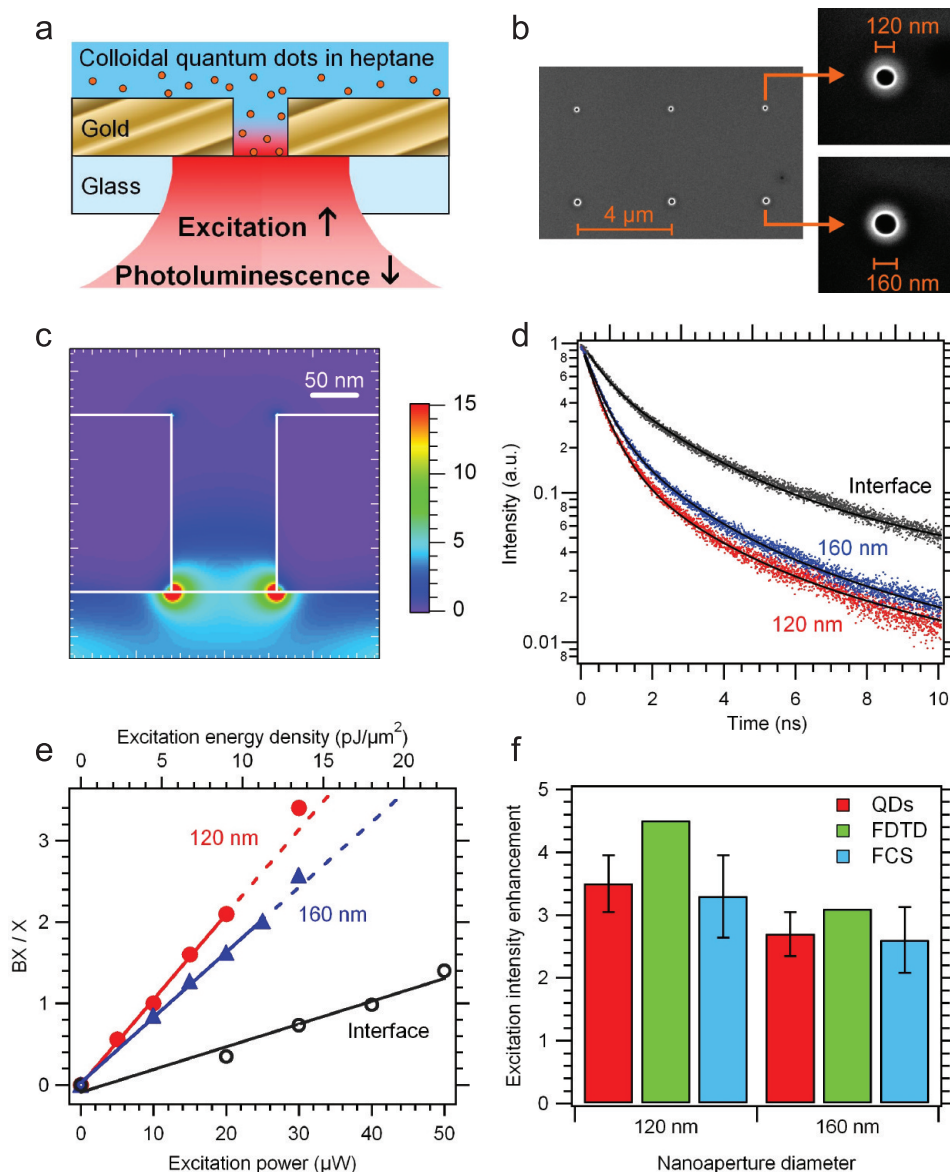 a
Colloidal quantum dots in heptane
Gold
Glass
Excitation ↑
Photoluminescence ↓
b
120 nm
4 µm
160 nm
c
50 nm
15
10
5
0
d
1
8
6
4
2
0.1
8
6
4
2
0.01
8
Intensity (a.u.)
Interface
160 nm
120 nm
0 2 4 6 8 10
Time (ns)
e
Excitation energy density (pJ/µm²)
0 5 10 15 20
3
2
1
0
BX / X
120 nm
160 nm
Interface
0 10 20 30 40 50
Excitation power (µW)
f
5
4
3
2
1
0
Excitation intensity enhancement
QDs
FDTD
FCS
120 nm 160 nm
Nanoaperture diameter